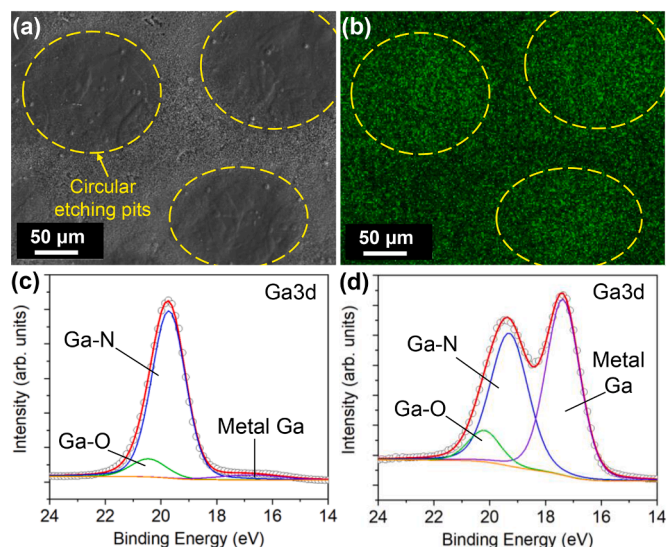 (a)
Circular
etching pits
50 µm
(b)
50 µm
(c)
Ga3d
Ga-N
Ga-O
Metal Ga
Intensity (arb. units)
24 22 20 18 16 14
Binding Energy (eV)
(d)
Ga3d
Ga-N
Ga-O
Metal
Ga
Intensity (arb. units)
24 22 20 18 16 14
Binding Energy (eV)